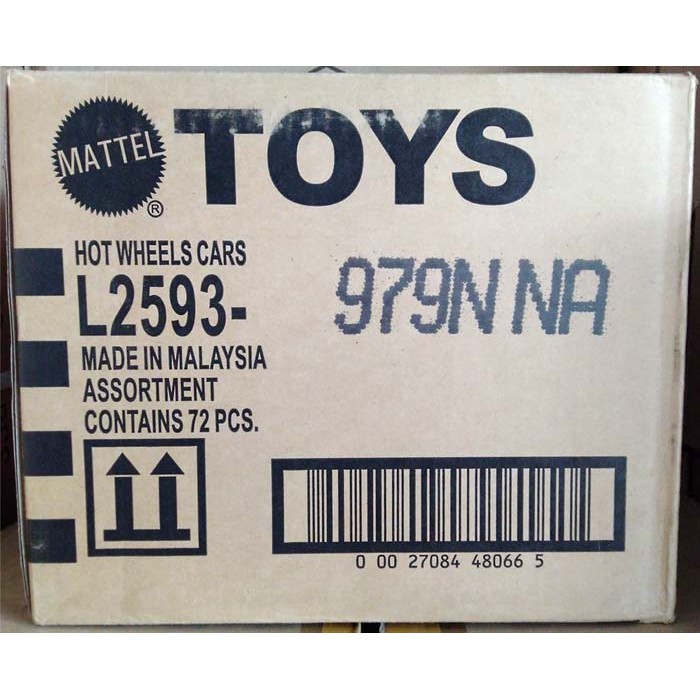 MATTEL ® TOYS
HOT WHEELS CARS
L2593- 979N NA
MADE IN MALAYSIA
ASSORTMENT
CONTAINS 72 PCS.
0 00 27084 48066 5